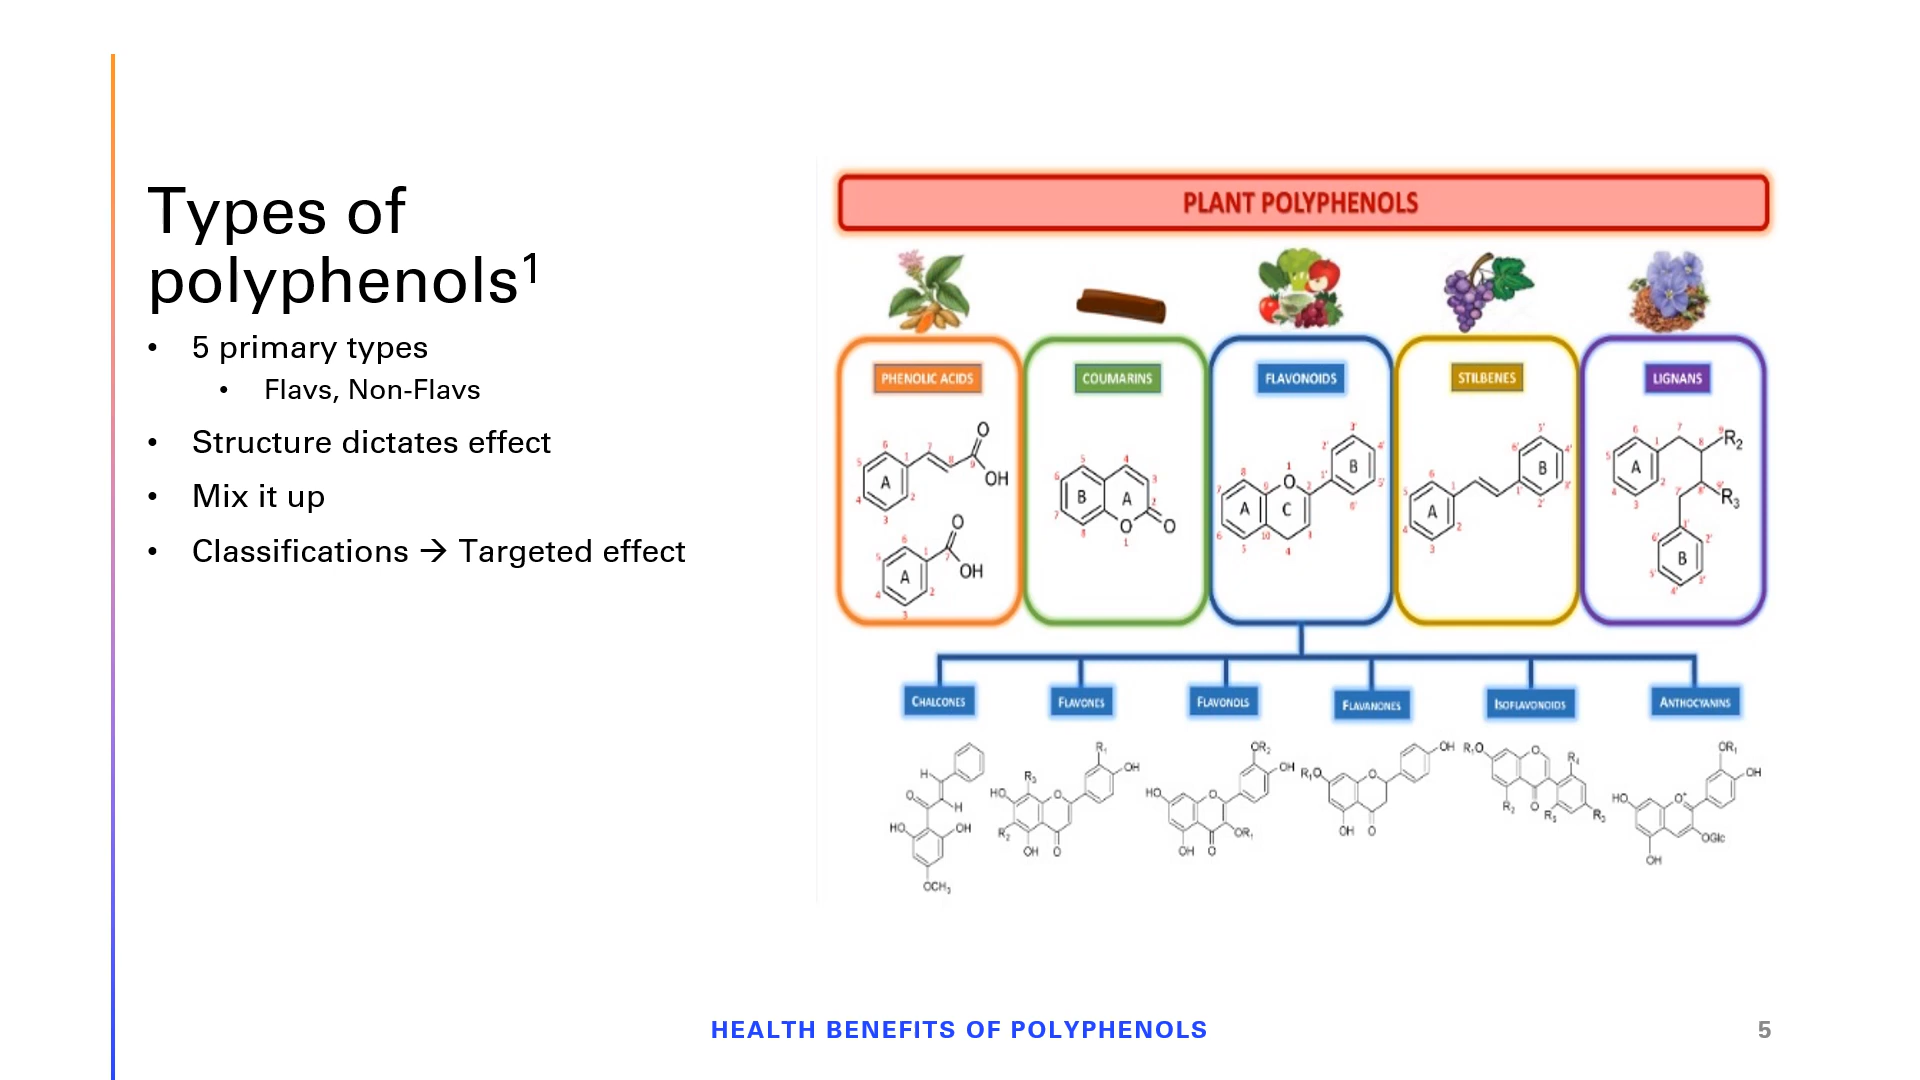 Types of
polyphenols¹
• 5 primary types
• Flavs, Non-Flavs
• Structure dictates effect
• Mix it up
• Classifications → Targeted effect
PLANT POLYPHENOLS
PHENOLIC ACIDS
COUMARINS
FLAVONOIDS
STILBENES
LIGNANS
CHALCONES
FLAVONES
FLAVONOLS
FLAVANONES
ISOFLAVONOIDS
ANTHOCYANINS
HEALTH BENEFITS OF POLYPHENOLS
5